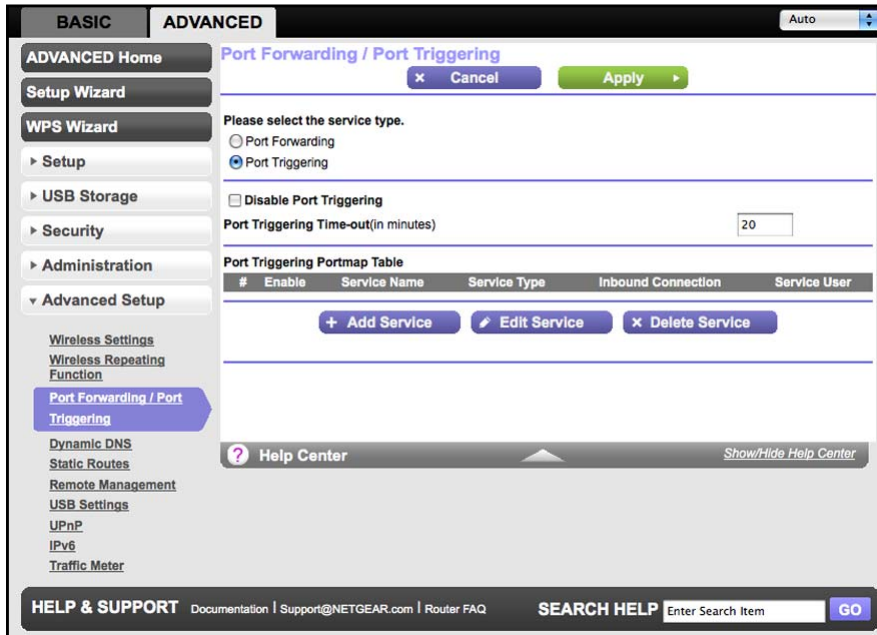 BASIC
ADVANCED
Auto
ADVANCED Home
Setup Wizard
WPS Wizard
Setup
USB Storage
Security
Administration
Advanced Setup
Wireless Settings
Wireless Repeating
Function
Port Forwarding / Port
Triggering
Dynamic DNS
Static Routes
Remote Management
USB Settings
UPnP
IPv6
Traffic Meter
Port Forwarding / Port Triggering
× Cancel
Apply
Please select the service type.
Port Forwarding
Port Triggering
Disable Port Triggering
Port Triggering Time-out(in minutes) 20
Port Triggering Portmap Table
# Enable Service Name Service Type Inbound Connection Service User
+ Add Service
Edit Service
× Delete Service
? Help Center
Show/Hide Help Center
HELP & SUPPORT Documentation | Support@NETGEAR.com | Router FAQ
SEARCH HELP Enter Search Item GO